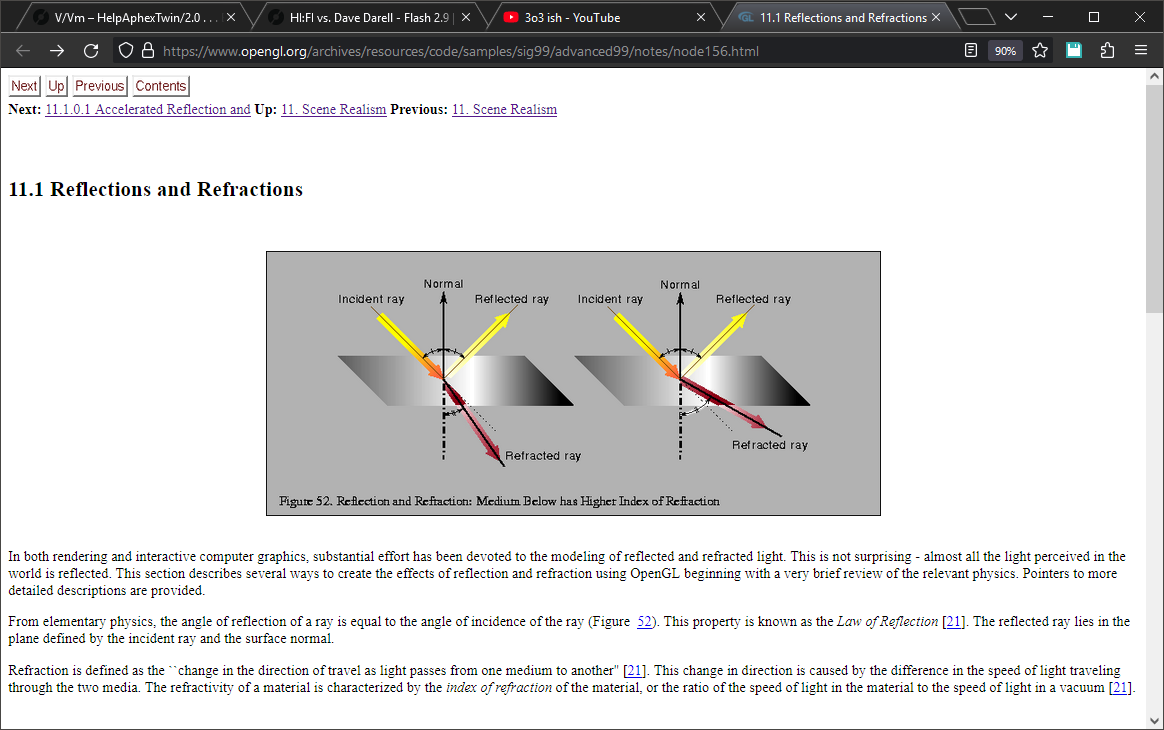 V/Vm – HelpAphexTwin/2.0 . . .
HI:FI vs. Dave Darell - Flash 2.9 |
3o3 ish - YouTube
GL 11.1 Reflections and Refractions
https://www.opengl.org/archives/resources/code/samples/sig99/advanced99/notes/node156.html
90%
Next Up Previous Contents
Next: 11.1.0.1 Accelerated Reflection and Up: 11. Scene Realism Previous: 11. Scene Realism
11.1 Reflections and Refractions
Normal
Incident ray
Reflected ray
Refracted ray
Normal
Incident ray
Reflected ray
Refracted ray
Figure 52. Reflection and Refraction: Medium Below has Higher Index of Refraction
In both rendering and interactive computer graphics, substantial effort has been devoted to the modeling of reflected and refracted light. This is not surprising - almost all the light perceived in the
world is reflected. This section describes several ways to create the effects of reflection and refraction using OpenGL beginning with a very brief review of the relevant physics. Pointers to more
detailed descriptions are provided.
From elementary physics, the angle of reflection of a ray is equal to the angle of incidence of the ray (Figure 52). This property is known as the Law of Reflection [21]. The reflected ray lies in the
plane defined by the incident ray and the surface normal.
Refraction is defined as the ``change in the direction of travel as light passes from one medium to another'' [21]. This change in direction is caused by the difference in the speed of light traveling
through the two media. The refractivity of a material is characterized by the index of refraction of the material, or the ratio of the speed of light in the material to the speed of light in a vacuum [21].